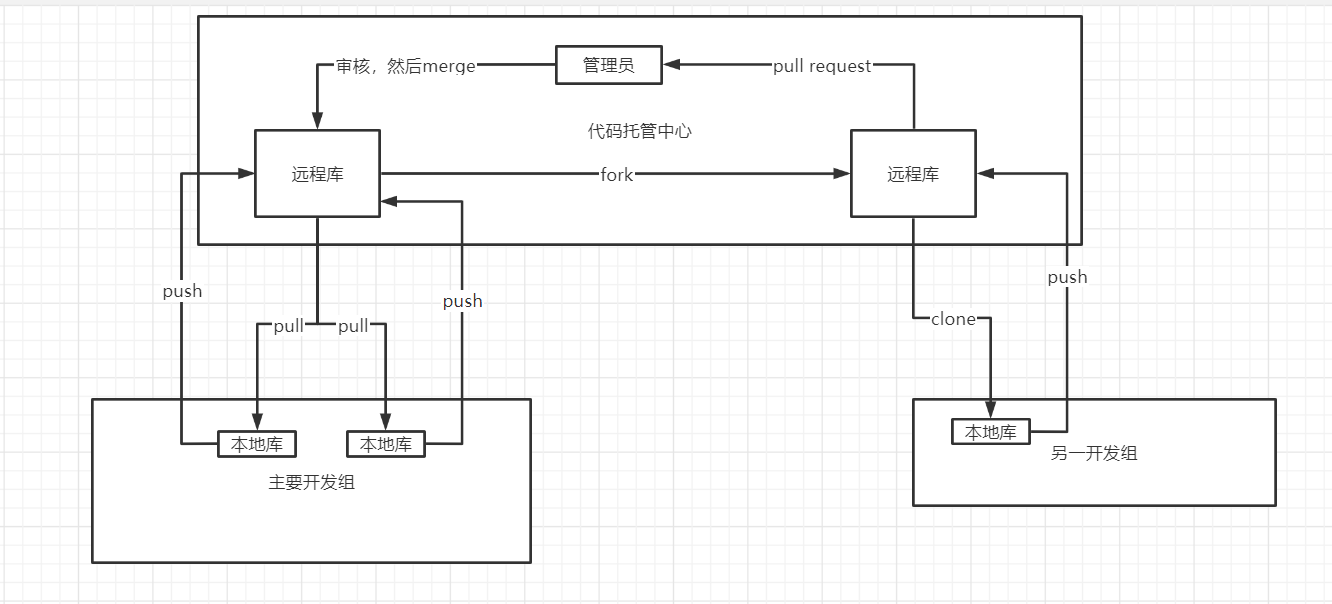 审核，然后merge
管理员
pull request
代码托管中心
远程库
fork
远程库
push
pull
pull
push
clone
push
本地库
本地库
主要开发组
本地库
另一开发组